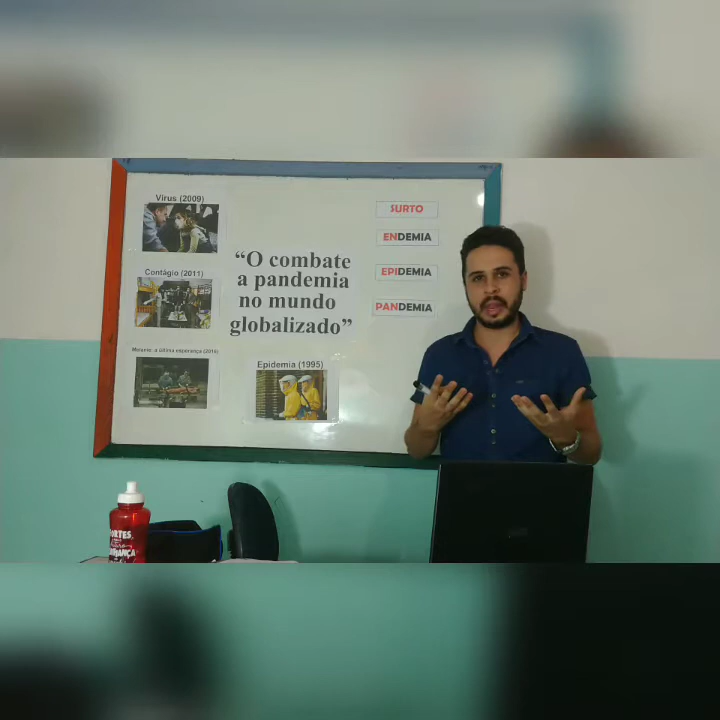 Vírus (2009)
Contágio (2011)
“O combate
a pandemia
no mundo
globalizado”
Epidemia (1995)
SURTO
ENDEMIA
EPIDEMIA
PANDEMIA